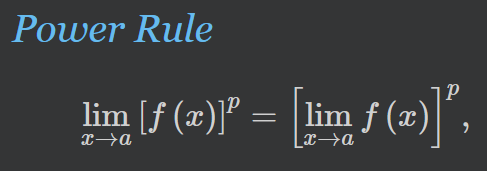 Power Rule
lim_{x→a} [f (x)]^p = [lim_{x→a} f (x)]^p,